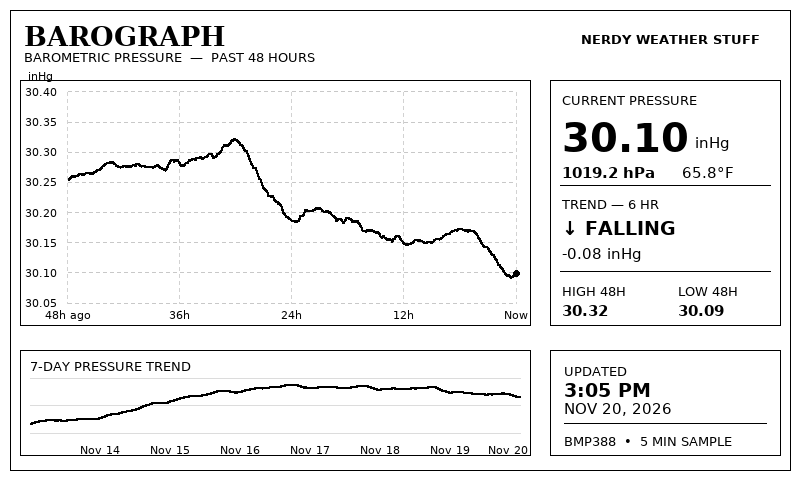 BAROGRAPH
BAROMETRIC PRESSURE — PAST 48 HOURS
NERDY WEATHER STUFF
inHg
30.40
30.35
30.30
30.25
30.20
30.15
30.10
30.05
48h ago 36h 24h 12h Now
CURRENT PRESSURE
30.10 inHg
1019.2 hPa 65.8°F
TREND — 6 HR
↓ FALLING
-0.08 inHg
HIGH 48H LOW 48H
30.32 30.09
7-DAY PRESSURE TREND
Nov 14 Nov 15 Nov 16 Nov 17 Nov 18 Nov 19 Nov 20
UPDATED
3:05 PM
NOV 20, 2026
BMP388 • 5 MIN SAMPLE